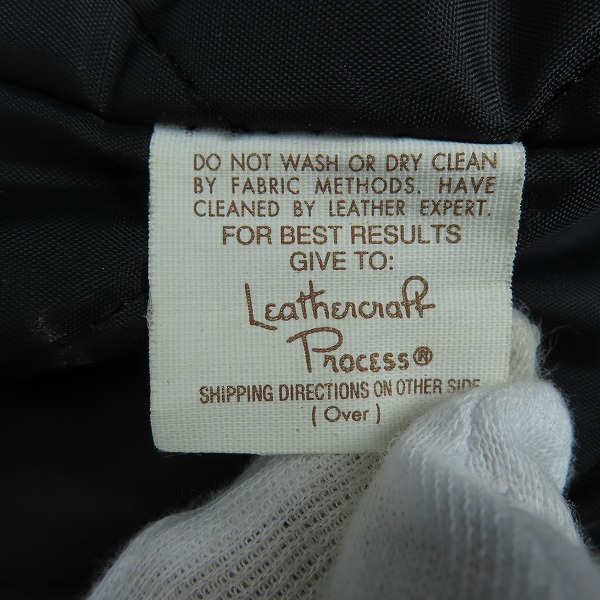 DO NOT WASH OR DRY CLEAN
BY FABRIC METHODS. HAVE
CLEANED BY LEATHER EXPERT.
FOR BEST RESULTS
GIVE TO:
Leathercraft
Process®
SHIPPING DIRECTIONS ON OTHER SIDE
( Over )